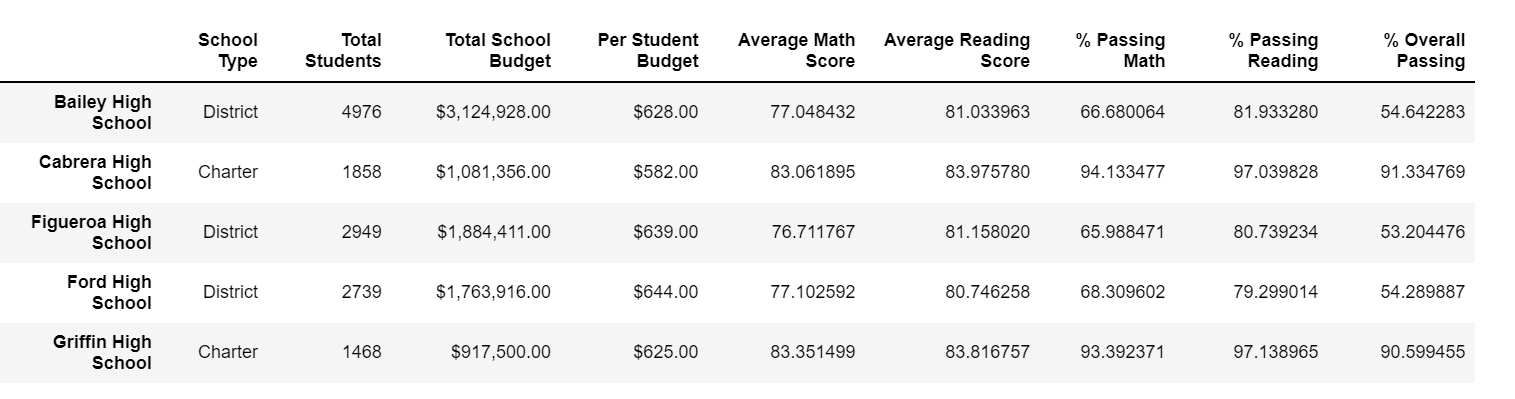 School Total Total School Per Student Average Math Average Reading % Passing % Passing % Overall
Type Students Budget Budget Score Score Math Reading Passing
Bailey High
School District 4976 $3,124,928.00 $628.00 77.048432 81.033963 66.680064 81.933280 54.642283
Cabrera High
School Charter 1858 $1,081,356.00 $582.00 83.061895 83.975780 94.133477 97.039828 91.334769
Figueroa High
School District 2949 $1,884,411.00 $639.00 76.711767 81.158020 65.988471 80.739234 53.204476
Ford High
School District 2739 $1,763,916.00 $644.00 77.102592 80.746258 68.309602 79.299014 54.289887
Griffin High
School Charter 1468 $917,500.00 $625.00 83.351499 83.816757 93.392371 97.138965 90.599455